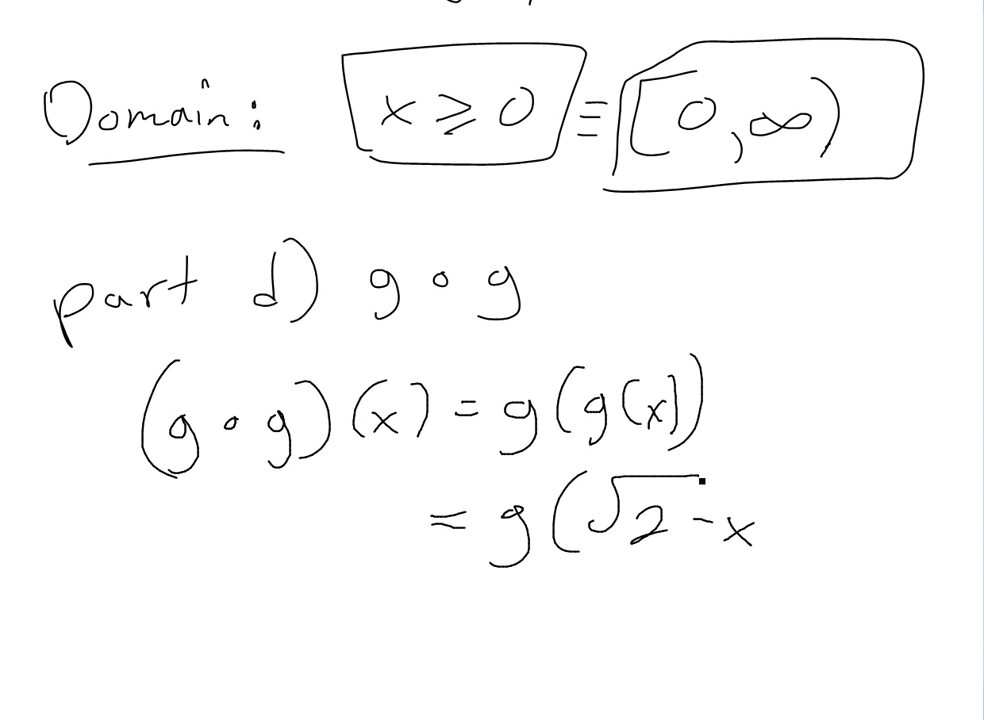 Domain: x ≥ 0 ≡ [0, ∞)
part d) g ∘ g
(g ∘ g)(x) = g(g(x))
= g(√2 - x